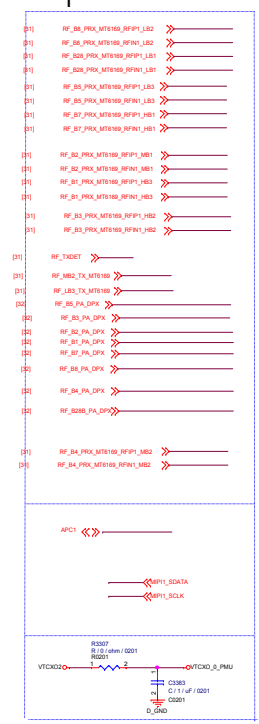 [31] RF_B8_PRX_MT6169_RFIP1_LB2
[31] RF_B8_PRX_MT6169_RFIN1_LB2
[31] RF_B28_PRX_MT6169_RFIP1_LB1
[31] RF_B28_PRX_MT6169_RFIN1_LB1
[31] RF_B5_PRX_MT6169_RFIP1_LB3
[31] RF_B5_PRX_MT6169_RFIN1_LB3
[31] RF_B7_PRX_MT6169_RFIP1_HB1
[31] RF_B7_PRX_MT6169_RFIN1_HB1
[31] RF_B2_PRX_MT6169_RFIP1_MB1
[31] RF_B2_PRX_MT6169_RFIN1_MB1
[31] RF_B1_PRX_MT6169_RFIP1_HB3
[31] RF_B1_PRX_MT6169_RFIN1_HB3
[31] RF_B3_PRX_MT6169_RFIP1_HB2
[31] RF_B3_PRX_MT6169_RFIN1_HB2
[31] RF_TXDET
[31] RF_MB2_TX_MT6169
[31] RF_LB3_TX_MT6169
[32] RF_B5_PA_DPX
[32] RF_B3_PA_DPX
[32] RF_B2_PA_DPX
[32] RF_B1_PA_DPX
[32] RF_B7_PA_DPX
[32] RF_B8_PA_DPX
[32] RF_B4_PA_DPX
[32] RF_B28B_PA_DPX
[31] RF_B4_PRX_MT6169_RFIP1_MB2
[31] RF_B4_PRX_MT6169_RFIN1_MB2
APC1
MIPI1_SDATA
MIPI1_SCLK
R3307
R / 0 / ohm / 0201
R0201
VTCXO2 1 2 VTCXO_0_PMU
1
C3383
C / 1 / uF / 0201
2
C0201
D_GND